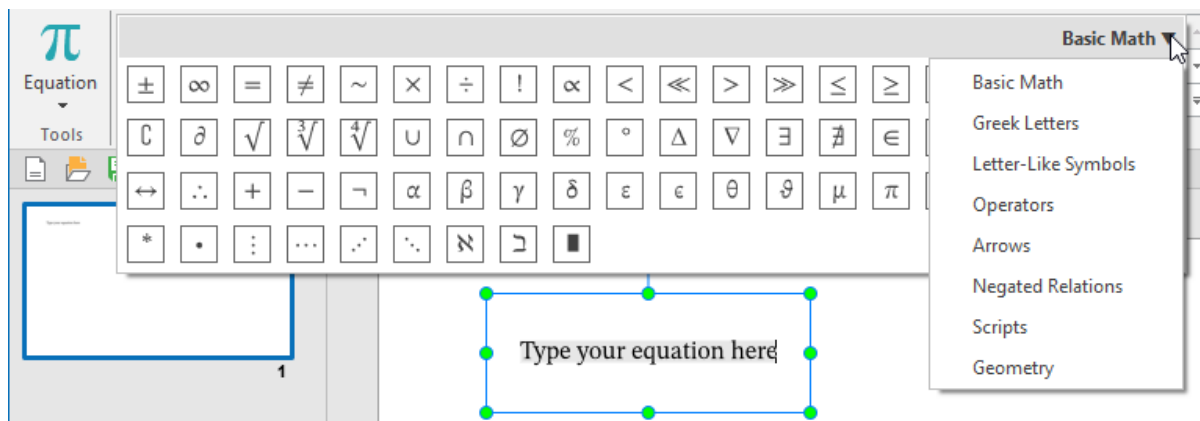 π
Equation
Tools
Basic Math
± ∞ = ≠ ~ × ÷ ! ∝ < ≪ > ≫ ≤ ≥
∁ ∂ √ ∛ ∜ ∪ ∩ ∅ % ° ∆ ∇ ∃ ∄ ∈
↔ ∴ + − ¬ α β γ δ ε ϵ θ ϑ μ π
* • ⋮ ⋯ ⋰ ⋱ ℵ ℶ ∎
Basic Math
Greek Letters
Letter-Like Symbols
Operators
Arrows
Negated Relations
Scripts
Geometry
Type your equation here
1